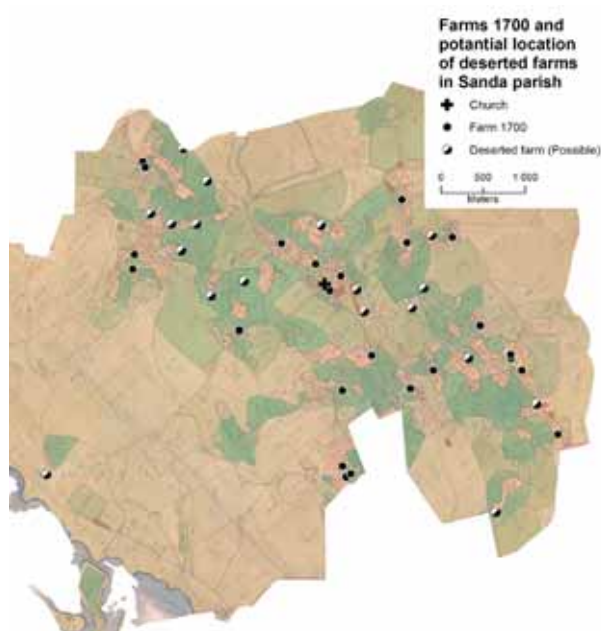 Farms 1700 and
potantial location
of deserted farms
in Sanda parish
Church
Farm 1700
Deserted farm (Possible)
0 500 1 000
Meters